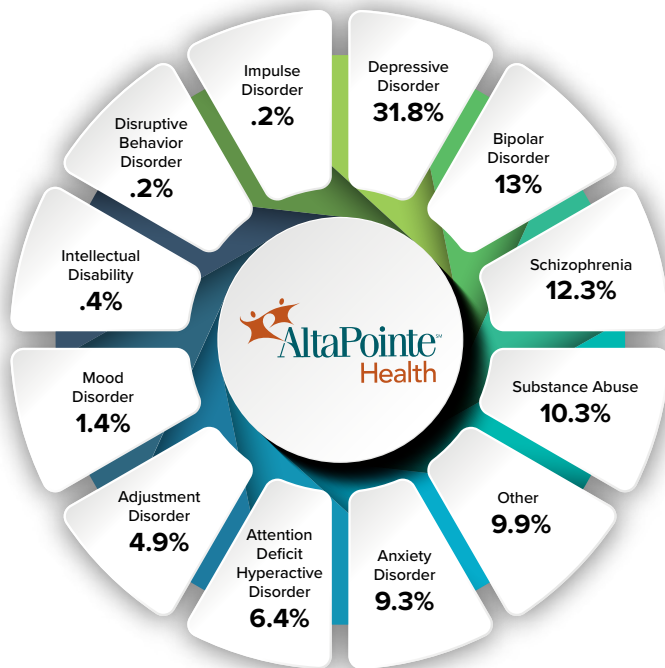 Impulse
Disorder
.2%
Depressive
Disorder
31.8%
Bipolar
Disorder
13%
Schizophrenia
12.3%
Substance Abuse
10.3%
Other
9.9%
Anxiety
Disorder
9.3%
Attention
Deficit
Hyperactive
Disorder
6.4%
Adjustment
Disorder
4.9%
Mood
Disorder
1.4%
Intellectual
Disability
.4%
Disruptive
Behavior
Disorder
.2%
AltaPointe℠
Health